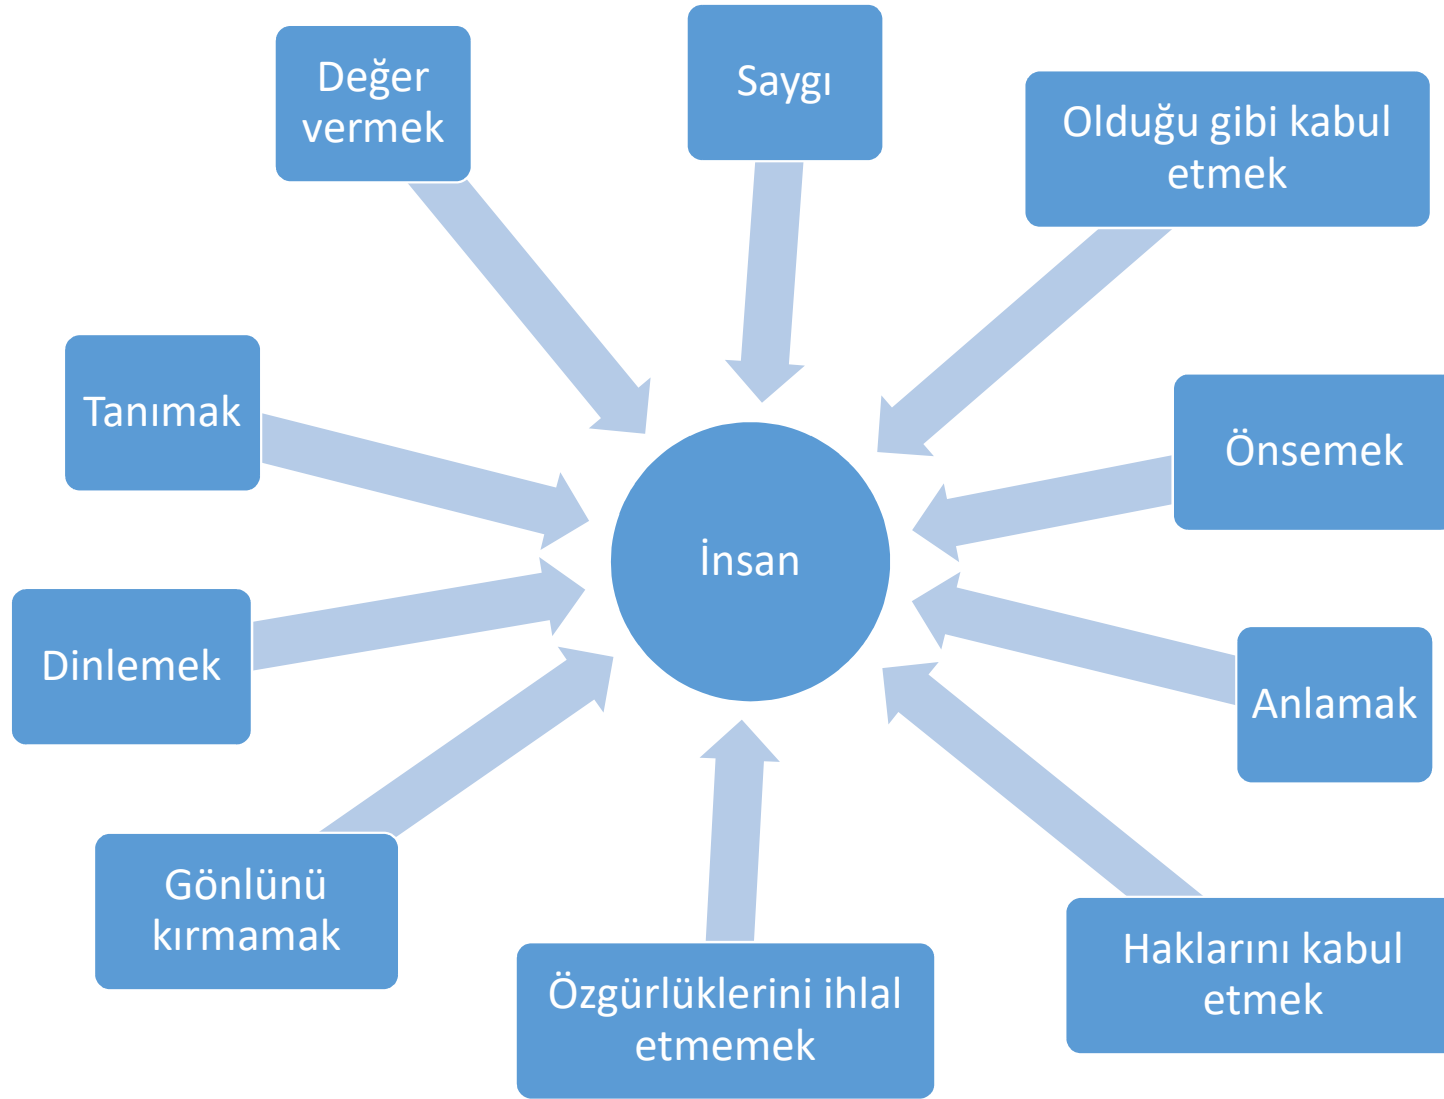 Değer
vermek
Saygı
Olduğu gibi kabul
etmek
Tanımak
Önsemek
İnsan
Dinlemek
Anlamak
Gönlünü
kırmamak
Haklarını kabul
etmek
Özgürlüklerini ihlal
etmemek